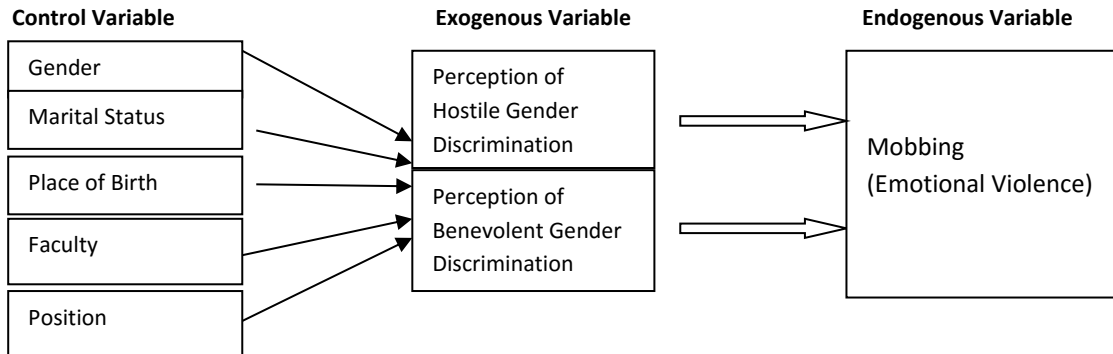 Control Variable
Exogenous Variable
Endogenous Variable
Gender
Marital Status
Place of Birth
Faculty
Position
Perception of
Hostile Gender
Discrimination
Perception of
Benevolent Gender
Discrimination
Mobbing
(Emotional Violence)